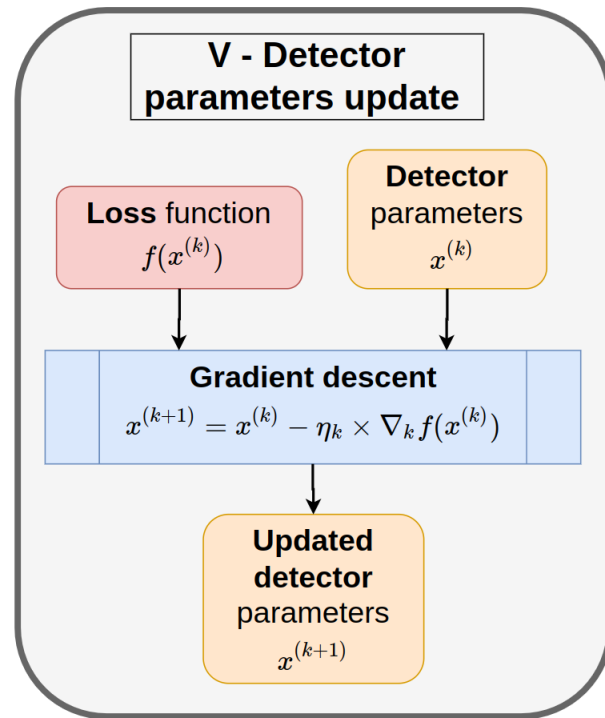 V - Detector
parameters update
Loss function
f(x^{(k)})
Detector
parameters
x^{(k)}
Gradient descent
x^{(k+1)} = x^{(k)} − η_k × ∇_k f(x^{(k)})
Updated
detector
parameters
x^{(k+1)}